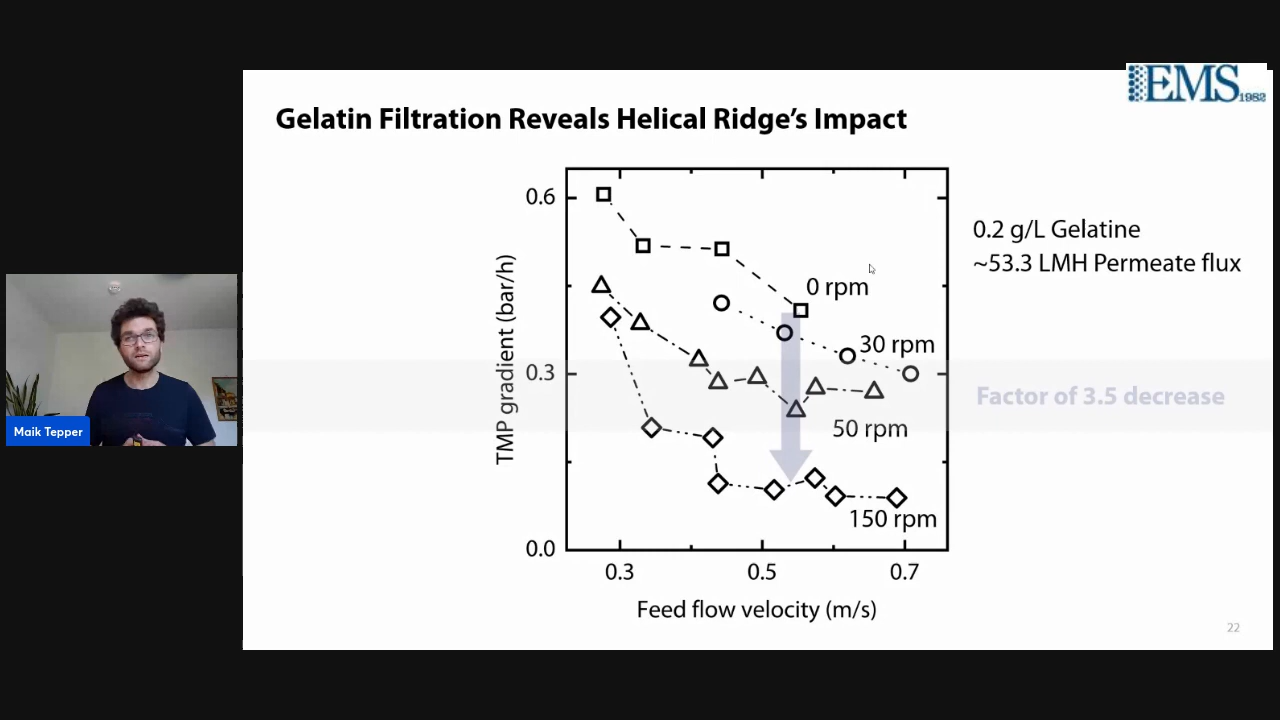 EMS 1982
Gelatin Filtration Reveals Helical Ridge's Impact
0.6
0.3
0.0
TMP gradient (bar/h)
0 rpm
30 rpm
50 rpm
150 rpm
0.3 0.5 0.7
Feed flow velocity (m/s)
0.2 g/L Gelatine
~53.3 LMH Permeate flux
Factor of 3.5 decrease
Maik Tepper
22